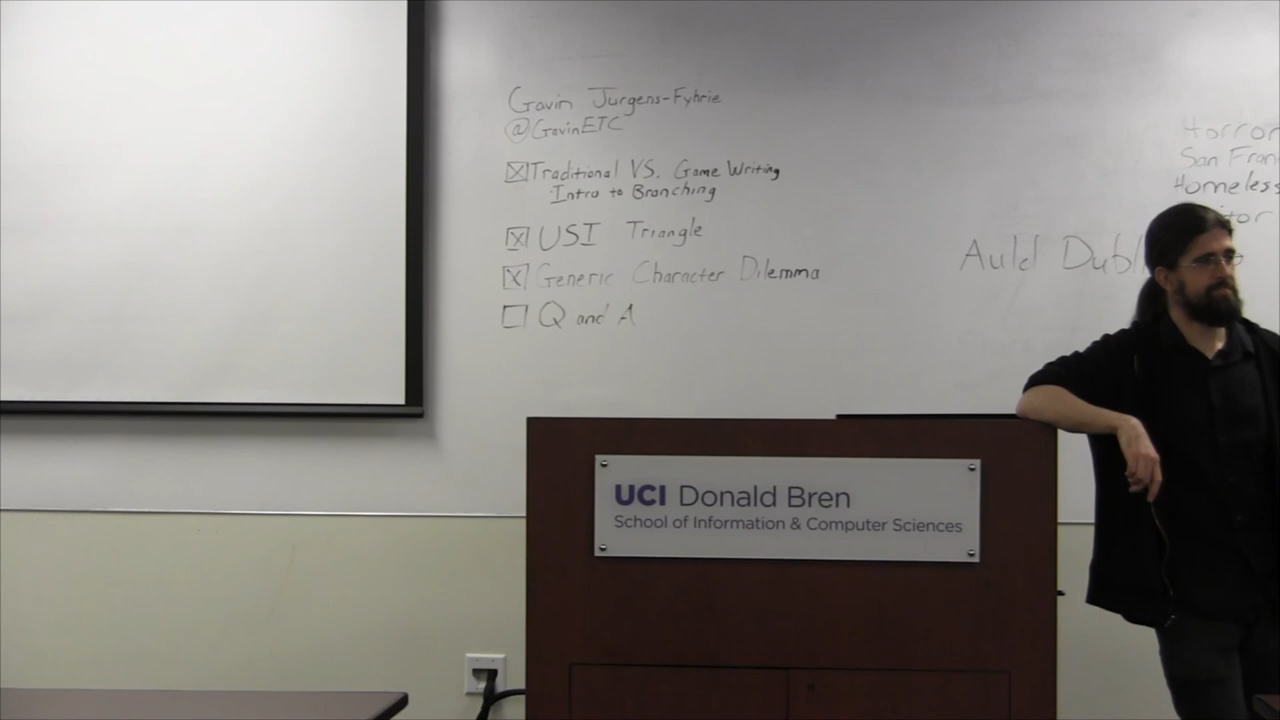 Gavin Jurgens-Fyhrie
@GavinETC
Traditional VS. Game Writing
Intro to Branching
USI Triangle
Generic Character Dilemma
Q and A
Horror
San Fran
Homeless
itor
Auld Dubl
UCI Donald Bren
School of Information & Computer Sciences